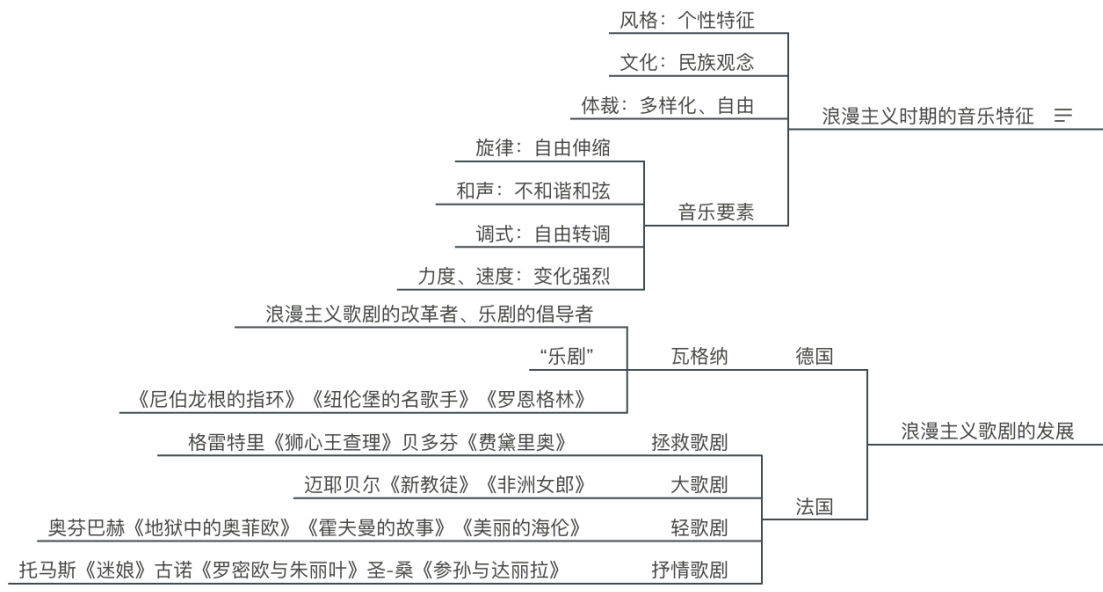 风格：个性特征
文化：民族观念
体裁：多样化、自由
浪漫主义时期的音乐特征
旋律：自由伸缩
和声：不和谐和弦
音乐要素
调式：自由转调
力度、速度：变化强烈
浪漫主义歌剧的改革者、乐剧的倡导者
“乐剧” 瓦格纳 德国
《尼伯龙根的指环》《纽伦堡的名歌手》《罗恩格林》
浪漫主义歌剧的发展
格雷特里《狮心王查理》贝多芬《费黛里奥》 拯救歌剧
迈耶贝尔《新教徒》《非洲女郎》 大歌剧
法国
奥芬巴赫《地狱中的奥菲欧》《霍夫曼的故事》《美丽的海伦》 轻歌剧
托马斯《迷娘》古诺《罗密欧与朱丽叶》圣-桑《参孙与达丽拉》 抒情歌剧